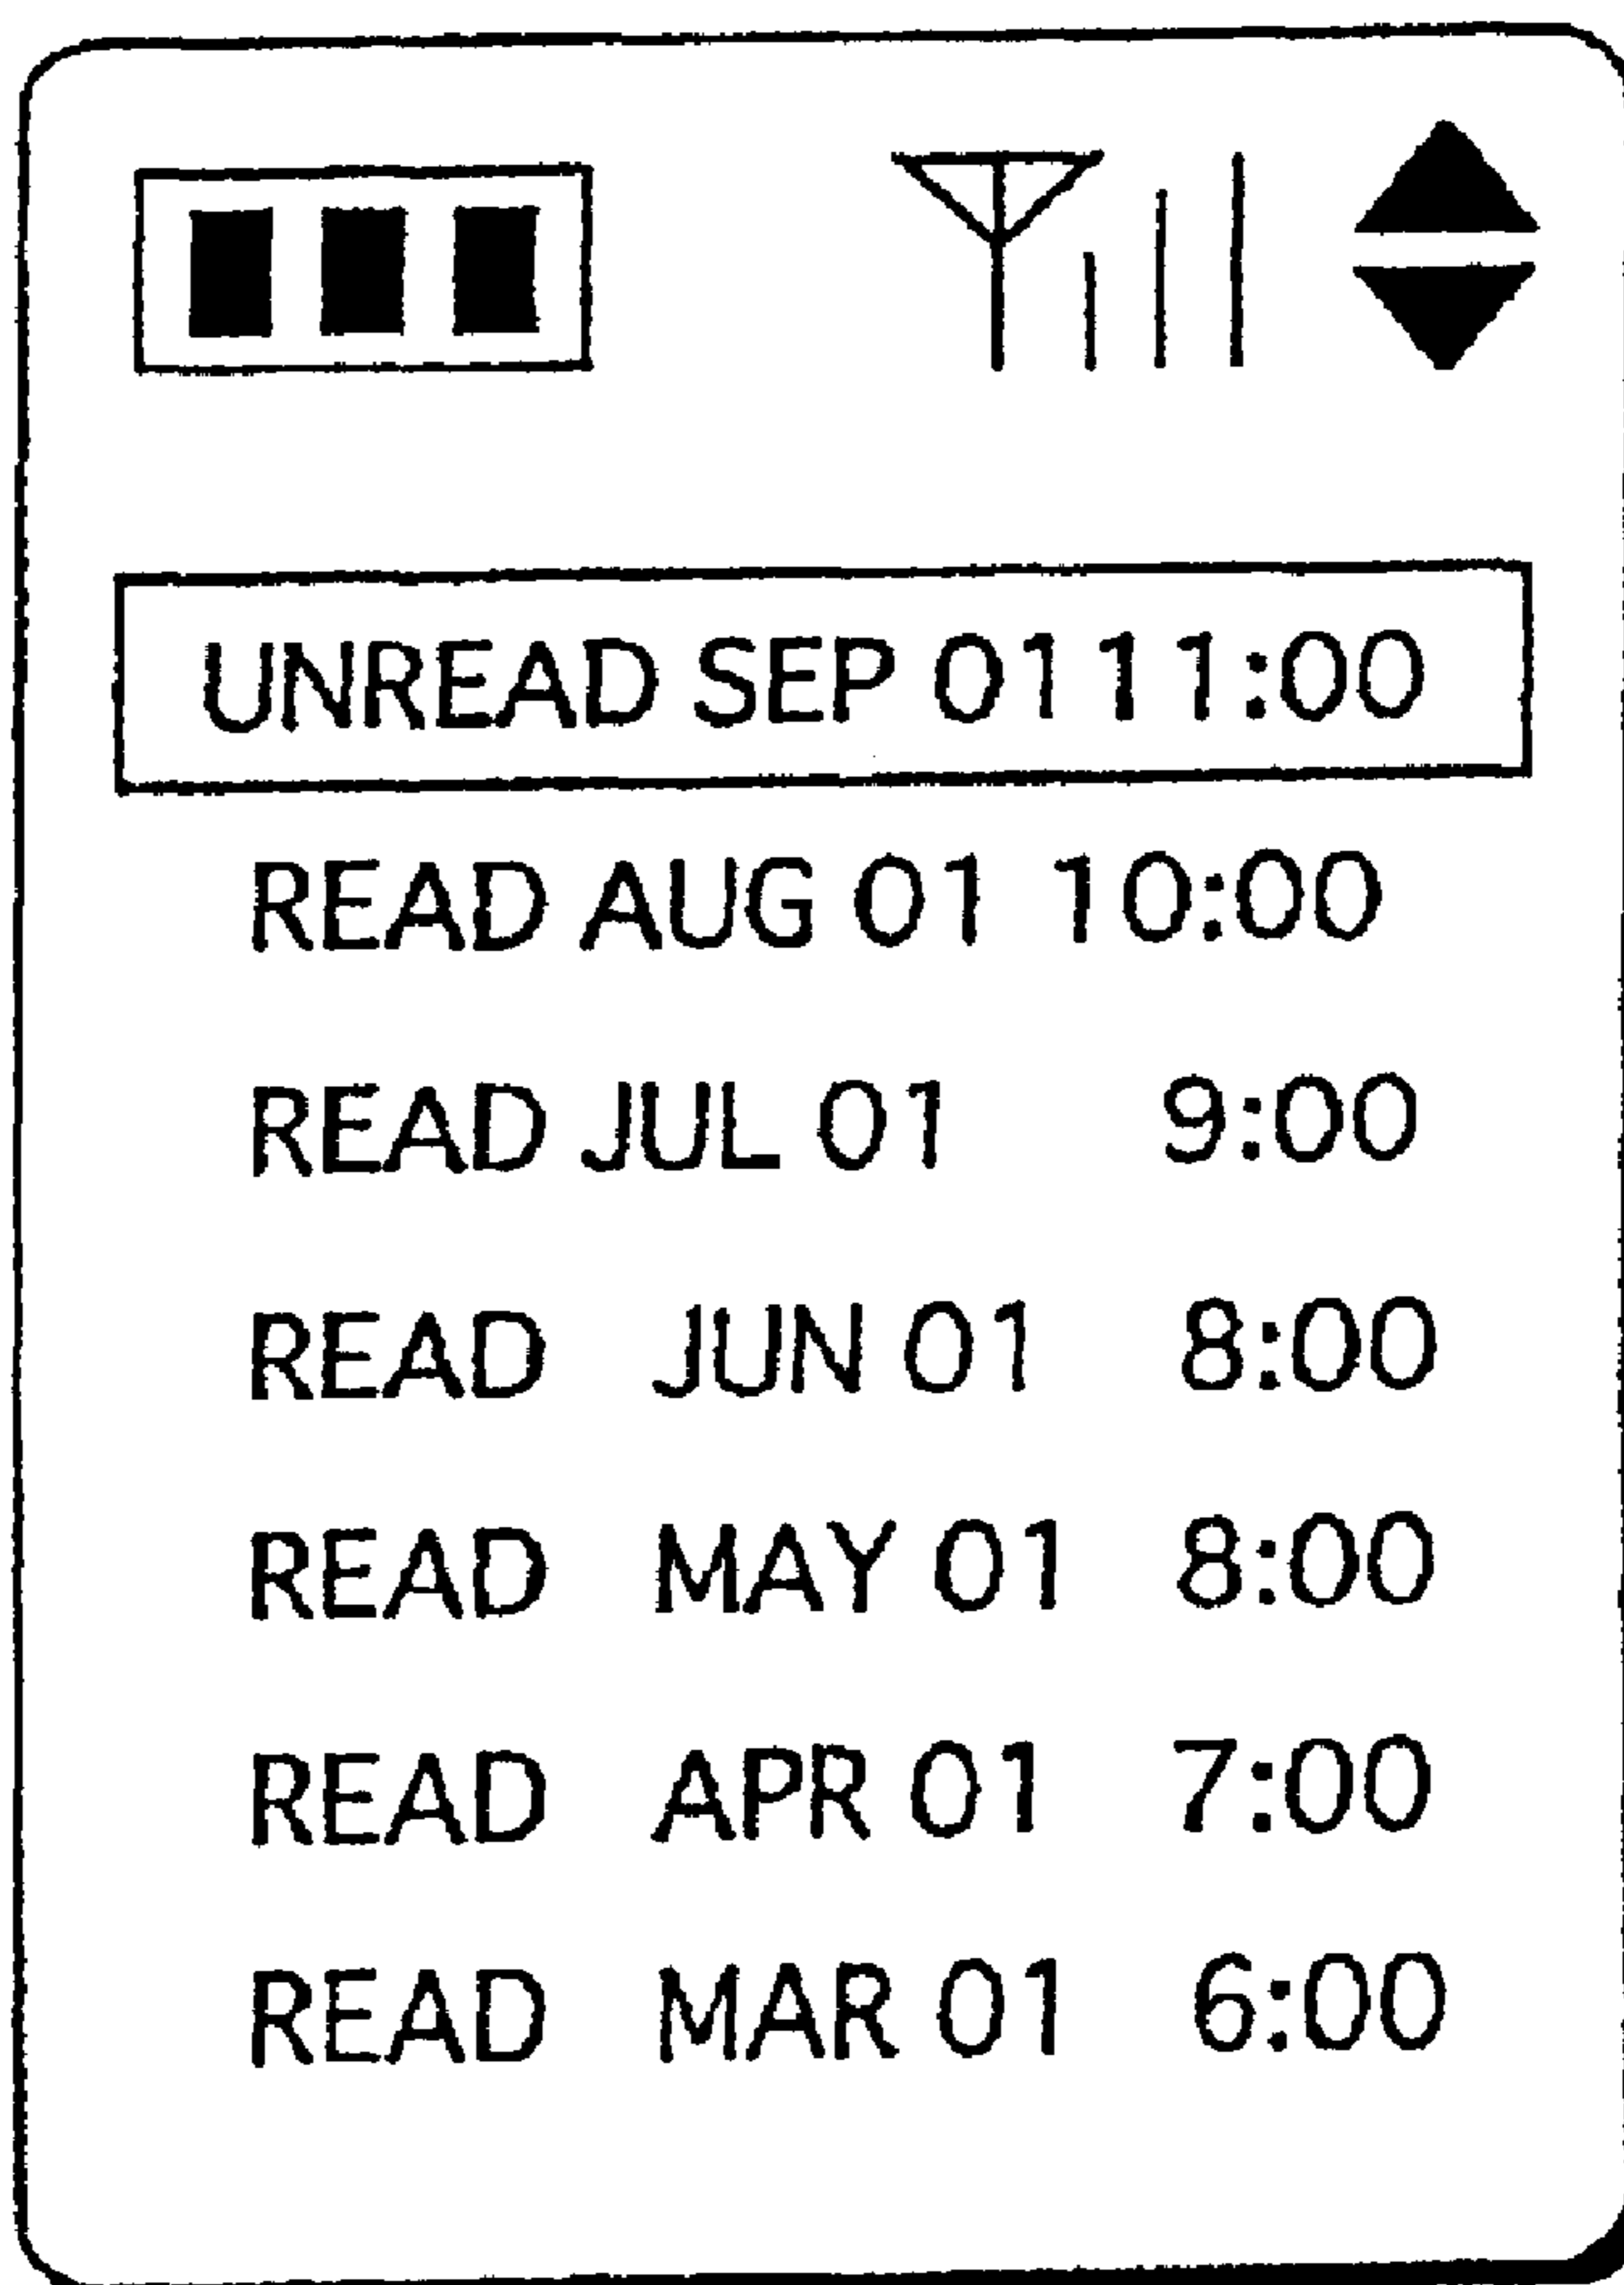 UNREAD SEP 01 11:00
READ AUG 01 10:00
READ JUL 01 9:00
READ JUN 01 8:00
READ MAY 01 8:00
READ APR 01 7:00
READ MAR 01 6:00